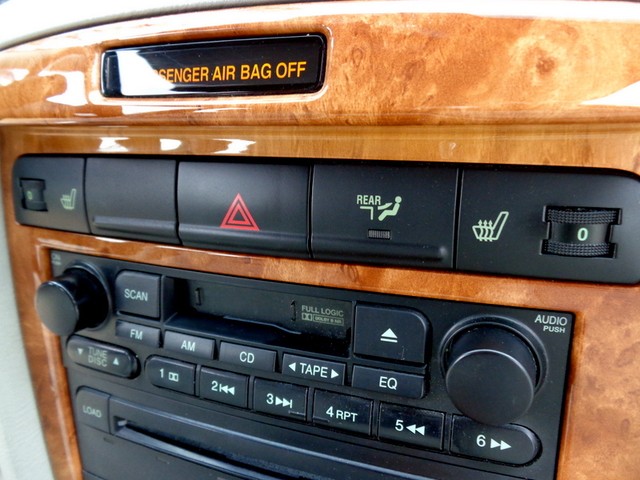 SENGER AIR BAG OFF
REAR
0
SCAN
FULL LOGIC
AUDIO
PUSH
FM
AM
CD
TAPE
EQ
TUNE
DISC
1
2
3
4 RPT
5
6
LOAD